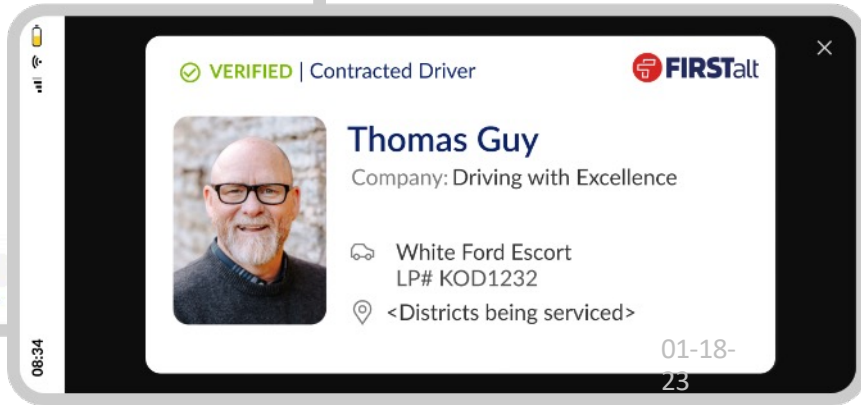 VERIFIED | Contracted Driver
FIRSTalt
Thomas Guy
Company: Driving with Excellence
White Ford Escort
LP# KOD1232
<Districts being serviced>
01-18-
23
08:34